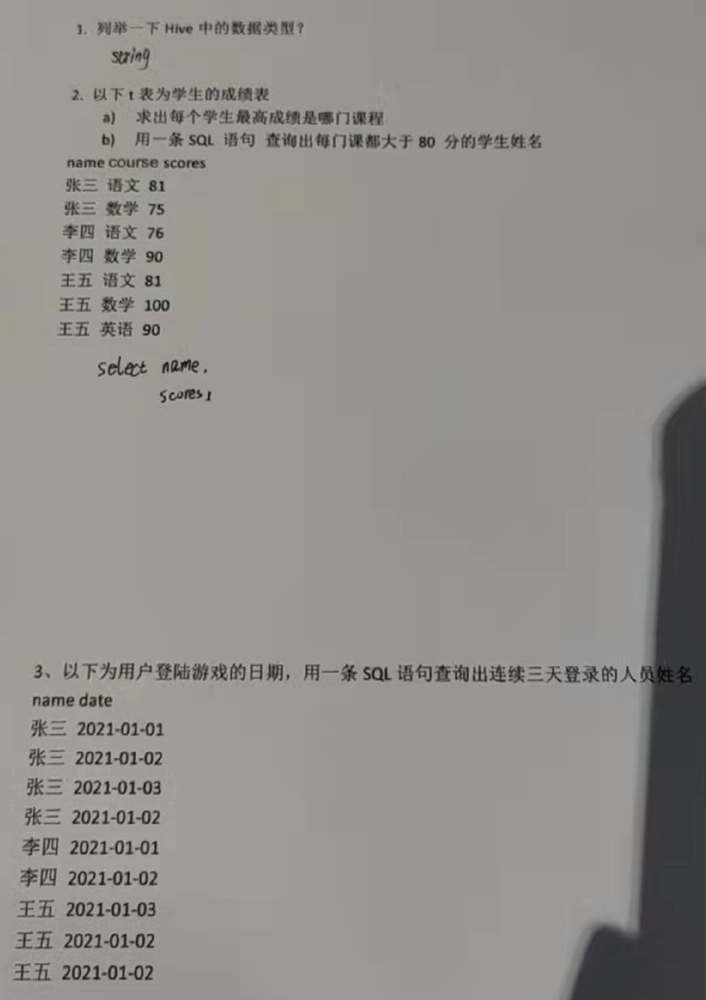 1. 列举一下 Hive 中的数据类型?
string
2. 以下 t 表为学生的成绩表
a) 求出每个学生最高成绩是哪门课程
b) 用一条 SQL 语句 查询出每门课都大于 80 分的学生姓名
name course scores
张三 语文 81
张三 数学 75
李四 语文 76
李四 数学 90
王五 语文 81
王五 数学 100
王五 英语 90
select name,
scores,
3、以下为用户登陆游戏的日期，用一条 SQL 语句查询出连续三天登录的人员姓名
name date
张三 2021-01-01
张三 2021-01-02
张三 2021-01-03
张三 2021-01-02
李四 2021-01-01
李四 2021-01-02
王五 2021-01-03
王五 2021-01-02
王五 2021-01-02